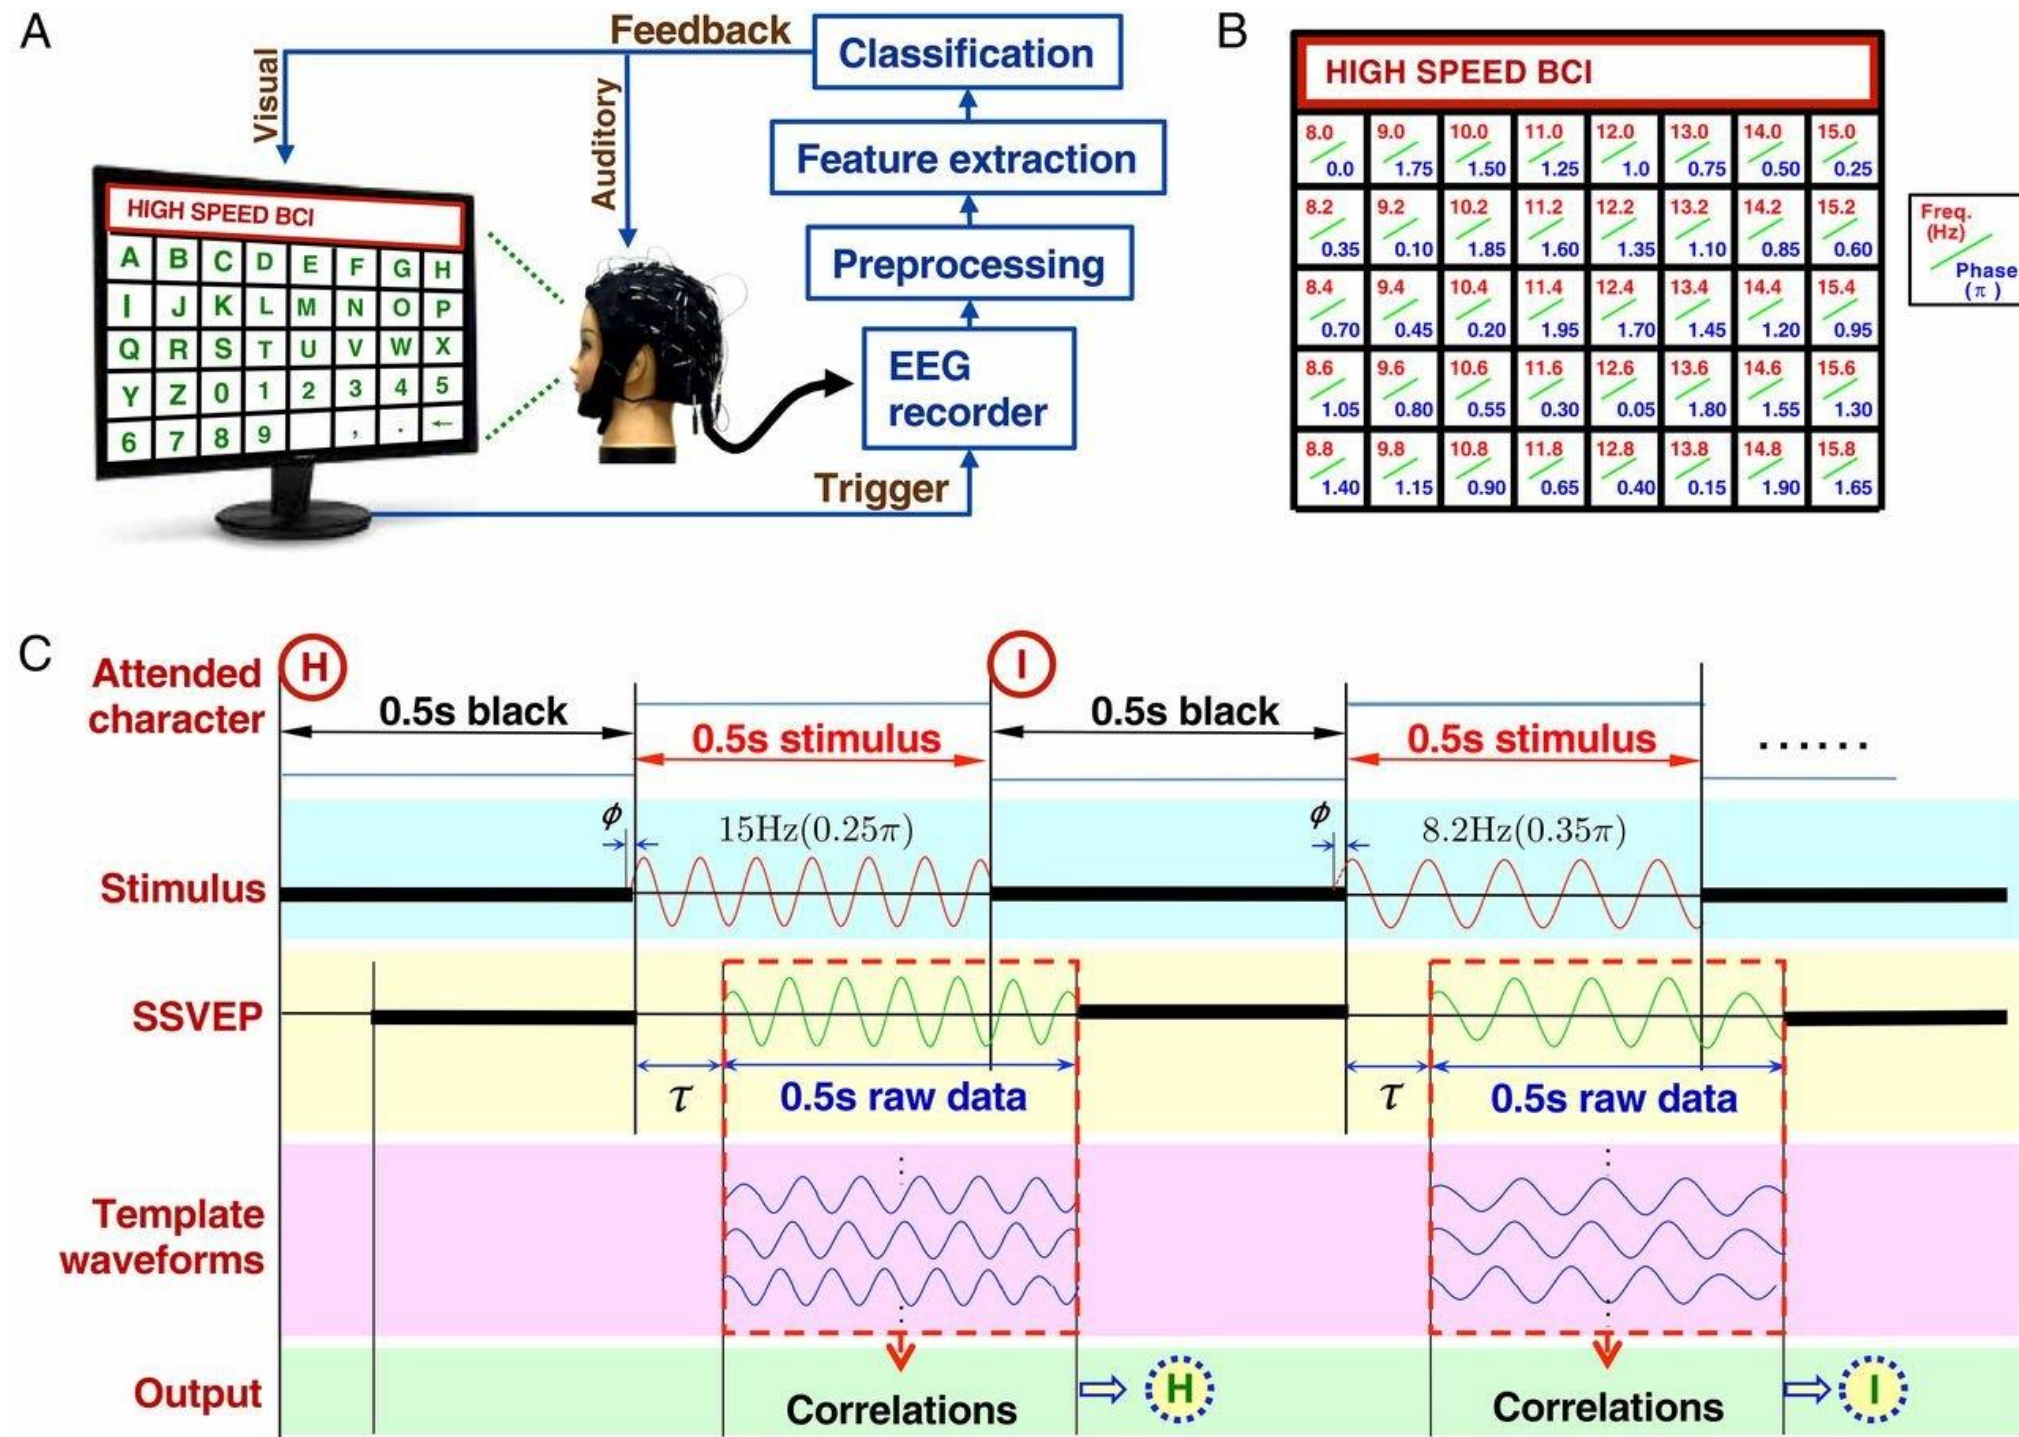 A
Feedback
Classification
Visual
Auditory
Feature extraction
Preprocessing
EEG
recorder
Trigger
HIGH SPEED BCI
A B C D E F G H
I J K L M N O P
Q R S T U V W X
Y Z 0 1 2 3 4 5
6 7 8 9 , . ←
B
HIGH SPEED BCI
8.0 9.0 10.0 11.0 12.0 13.0 14.0 15.0
0.0 1.75 1.50 1.25 1.0 0.75 0.50 0.25
8.2 9.2 10.2 11.2 12.2 13.2 14.2 15.2
0.35 0.10 1.85 1.60 1.35 1.10 0.85 0.60
8.4 9.4 10.4 11.4 12.4 13.4 14.4 15.4
0.70 0.45 0.20 1.95 1.70 1.45 1.20 0.95
8.6 9.6 10.6 11.6 12.6 13.6 14.6 15.6
1.05 0.80 0.55 0.30 0.05 1.80 1.55 1.30
8.8 9.8 10.8 11.8 12.8 13.8 14.8 15.8
1.40 1.15 0.90 0.65 0.40 0.15 1.90 1.65
Freq.
(Hz)
Phase
(π)
C
Attended
character
H
I
0.5s black
0.5s stimulus
0.5s black
0.5s stimulus
......
Stimulus
ϕ
15Hz(0.25π)
ϕ
8.2Hz(0.35π)
SSVEP
τ
0.5s raw data
τ
0.5s raw data
Template
waveforms
Output
Correlations
H
Correlations
I